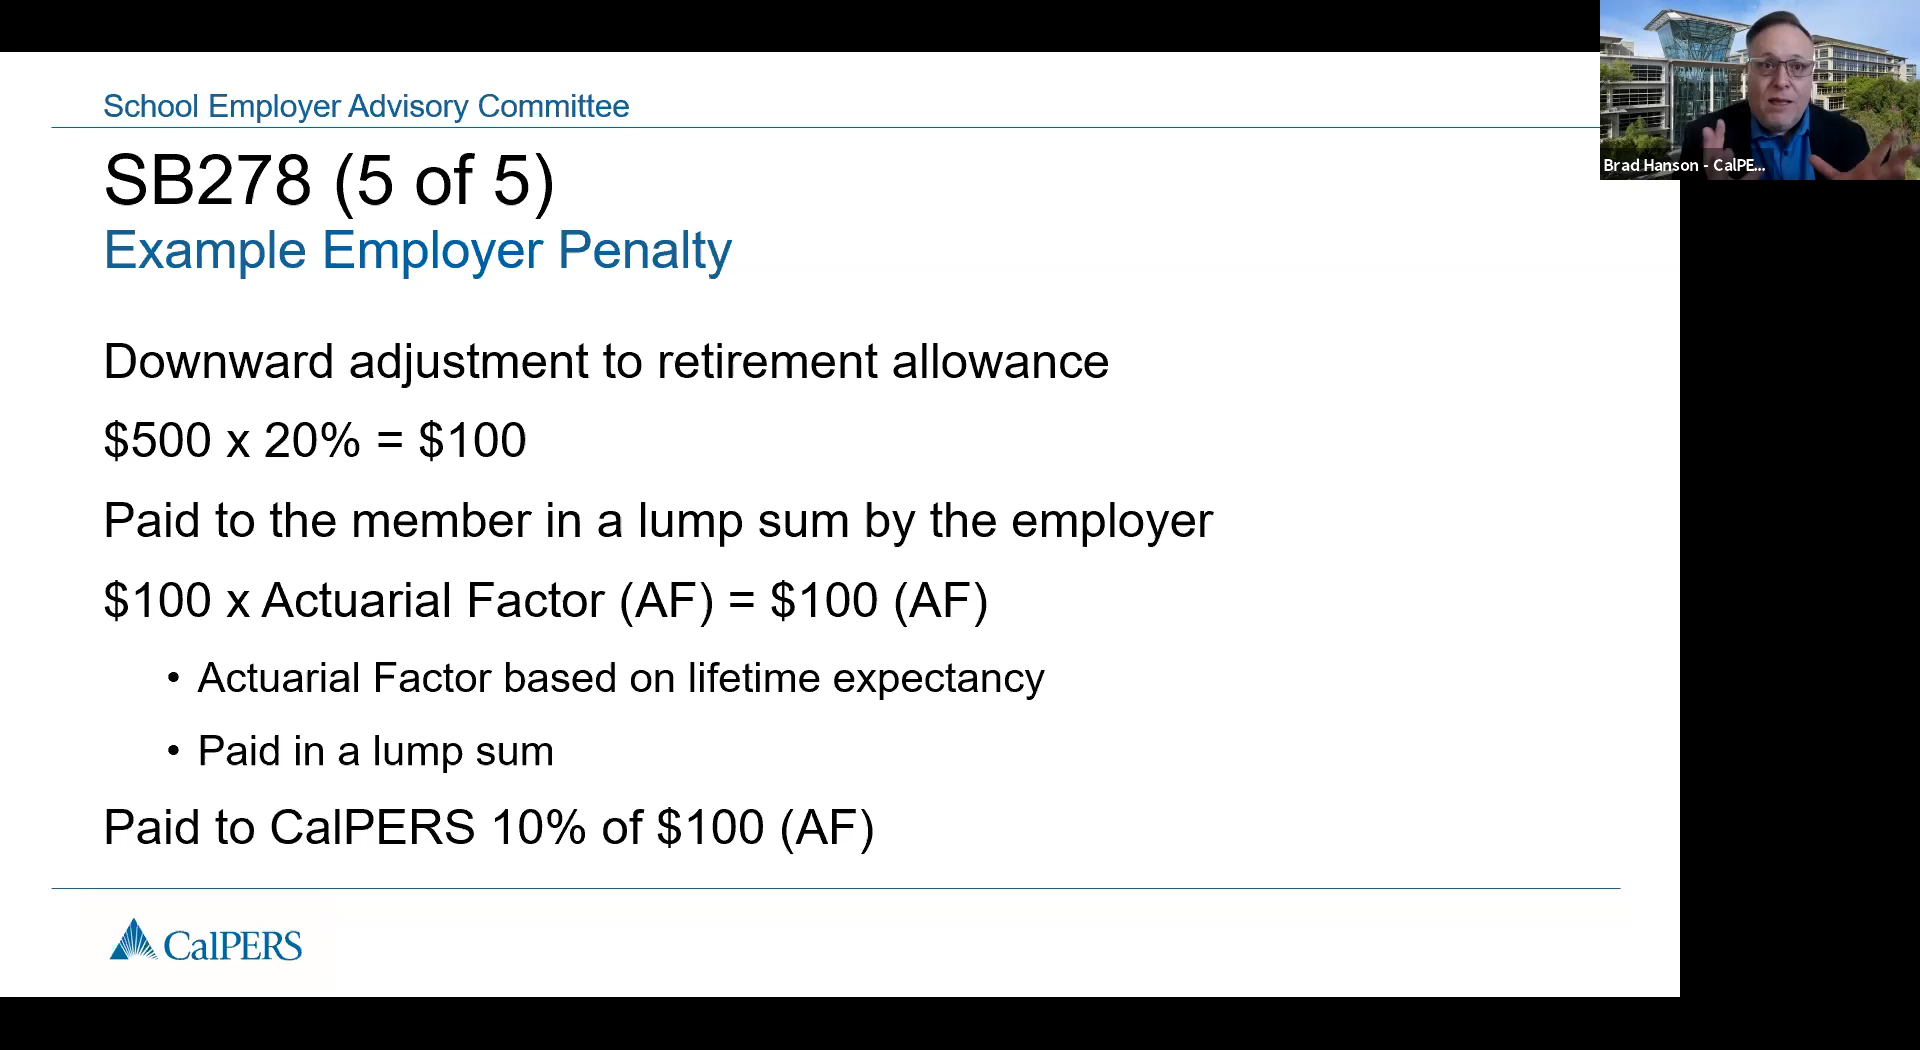 School Employer Advisory Committee
SB278 (5 of 5)
Example Employer Penalty
Downward adjustment to retirement allowance
$500 x 20% = $100
Paid to the member in a lump sum by the employer
$100 x Actuarial Factor (AF) = $100 (AF)
• Actuarial Factor based on lifetime expectancy
• Paid in a lump sum
Paid to CalPERS 10% of $100 (AF)
CalPERS
Brad Hanson - CalPE...